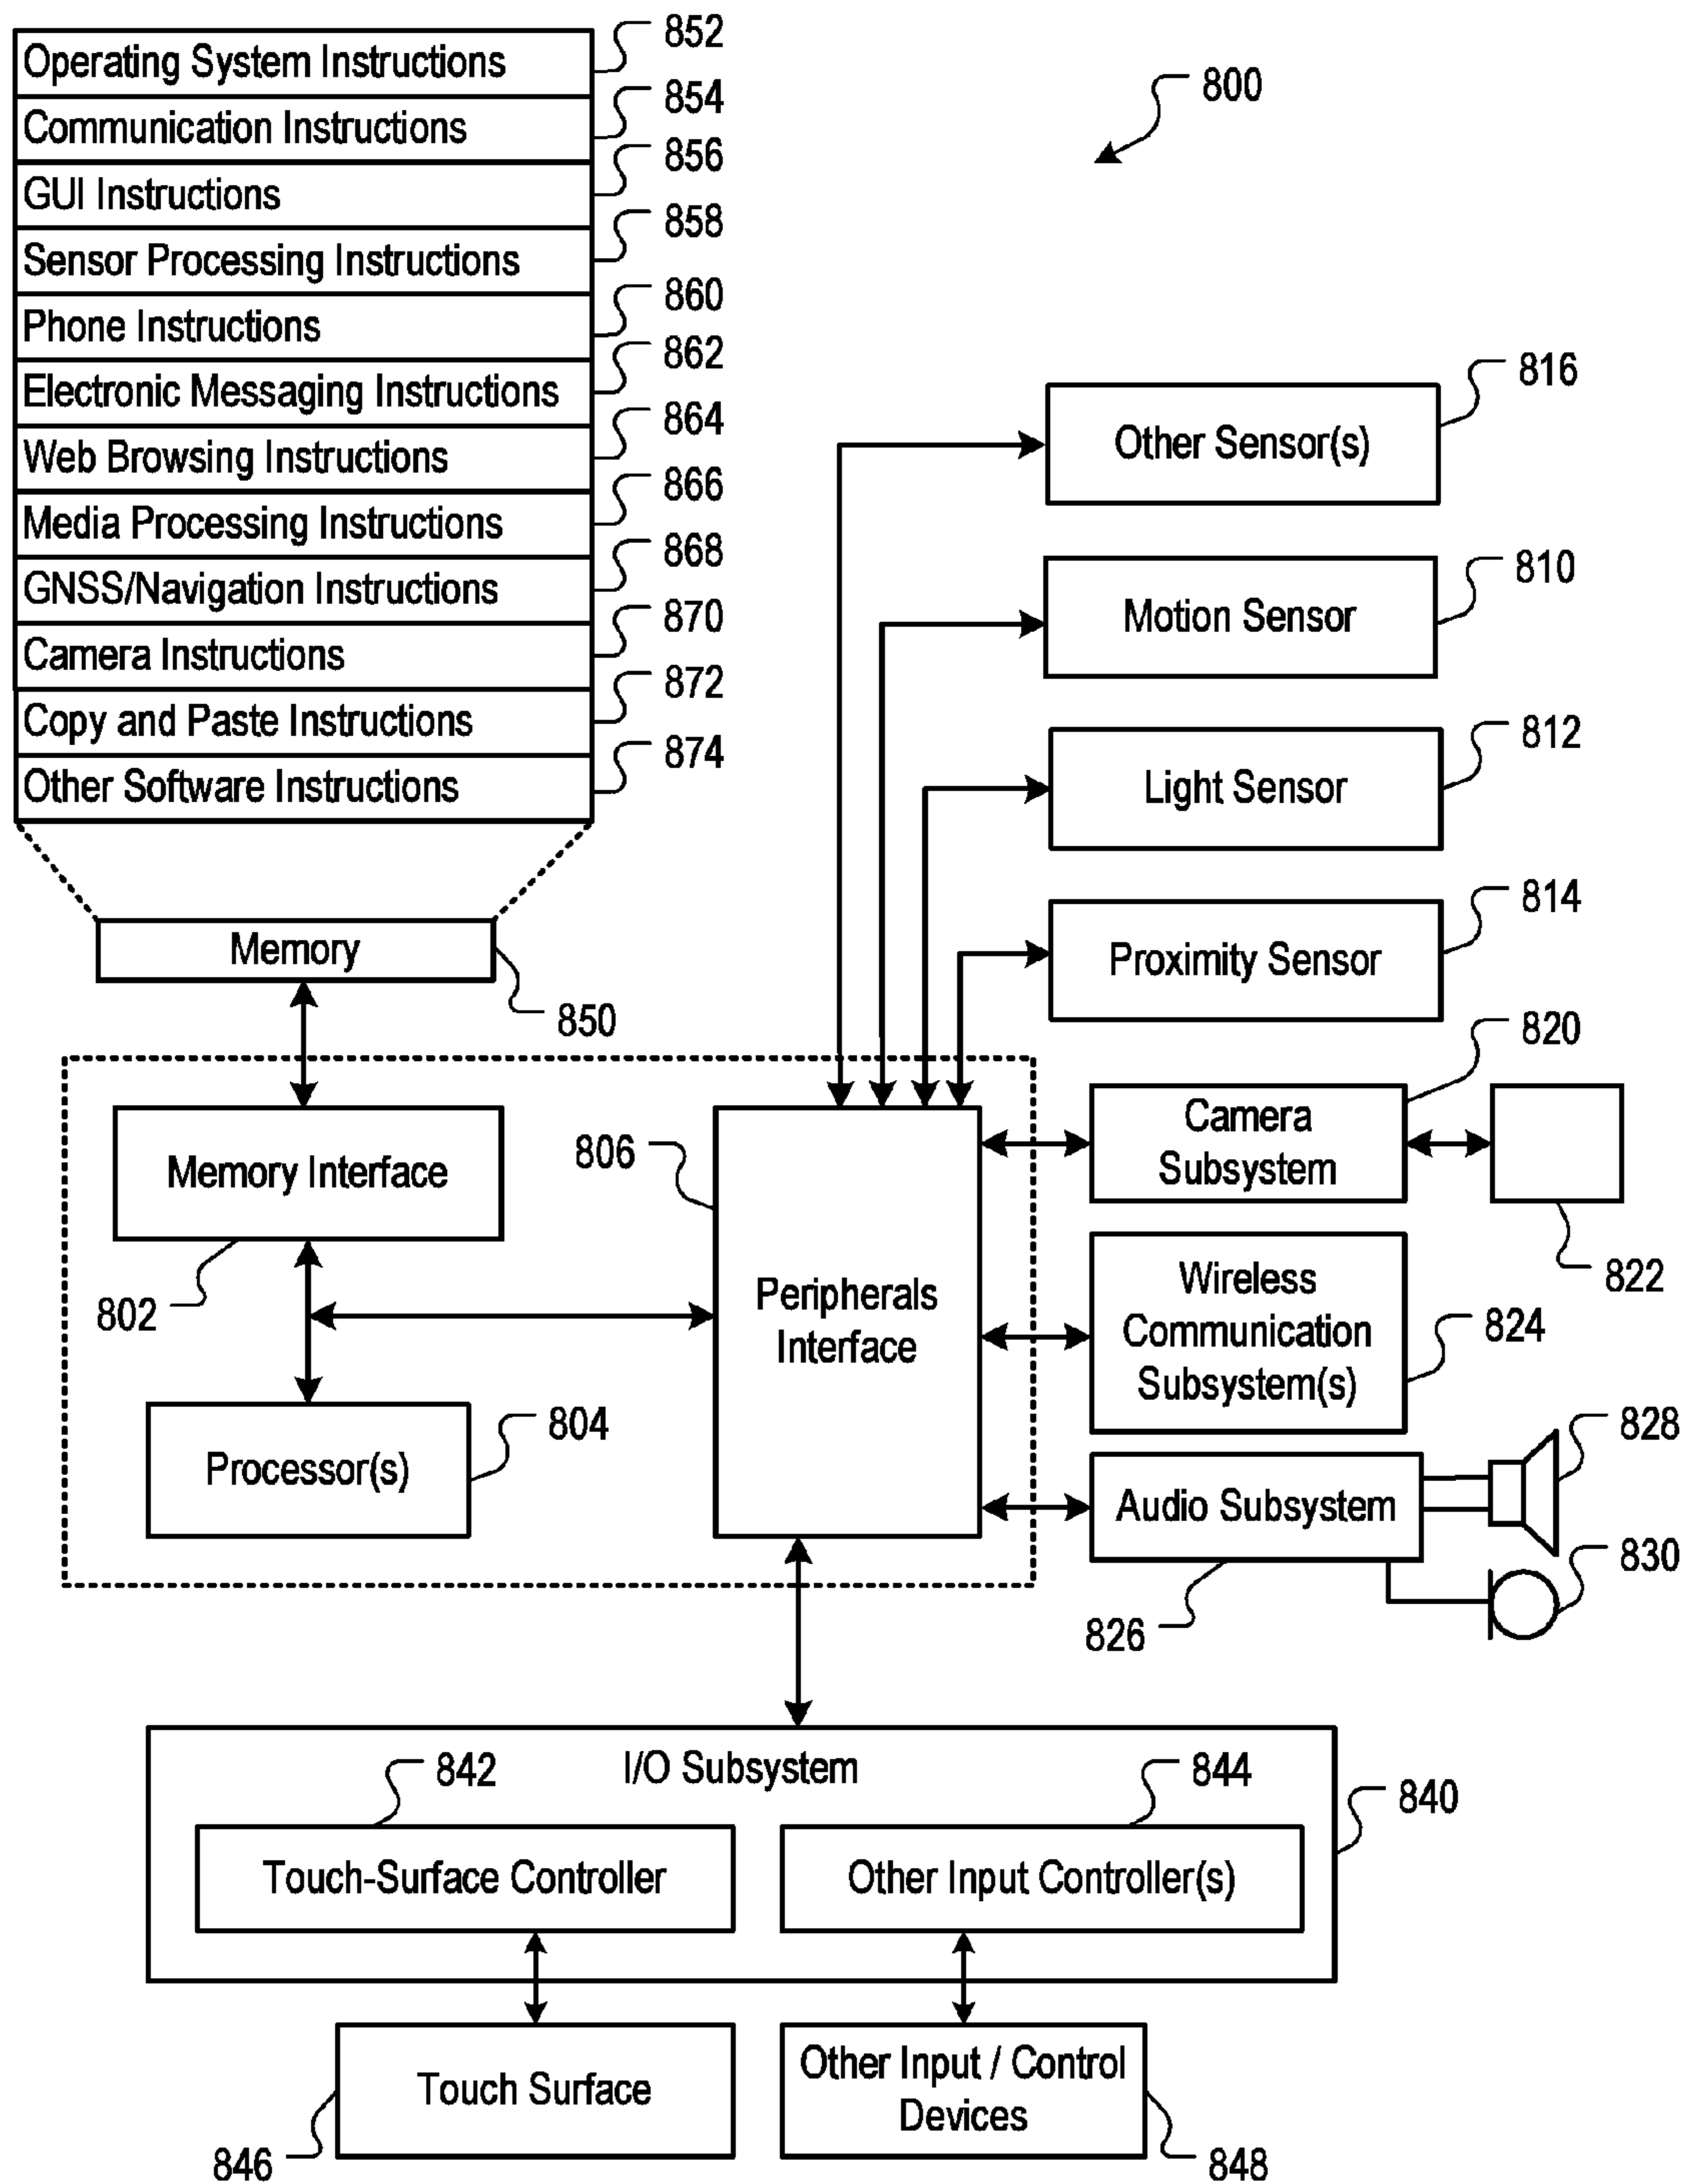 Operating System Instructions
852
Communication Instructions
854
GUI Instructions
856
Sensor Processing Instructions
858
Phone Instructions
860
Electronic Messaging Instructions
862
Web Browsing Instructions
864
Media Processing Instructions
866
GNSS/Navigation Instructions
868
Camera Instructions
870
Copy and Paste Instructions
872
Other Software Instructions
874
800
Other Sensor(s)
816
Motion Sensor
810
Light Sensor
812
Proximity Sensor
814
Memory
850
Memory Interface
802
Processor(s)
804
806
Peripherals
Interface
Camera
Subsystem
820
822
Wireless
Communication
Subsystem(s)
824
Audio Subsystem
826
828
830
I/O Subsystem
840
842
Touch-Surface Controller
844
Other Input Controller(s)
Touch Surface
846
Other Input / Control
Devices
848